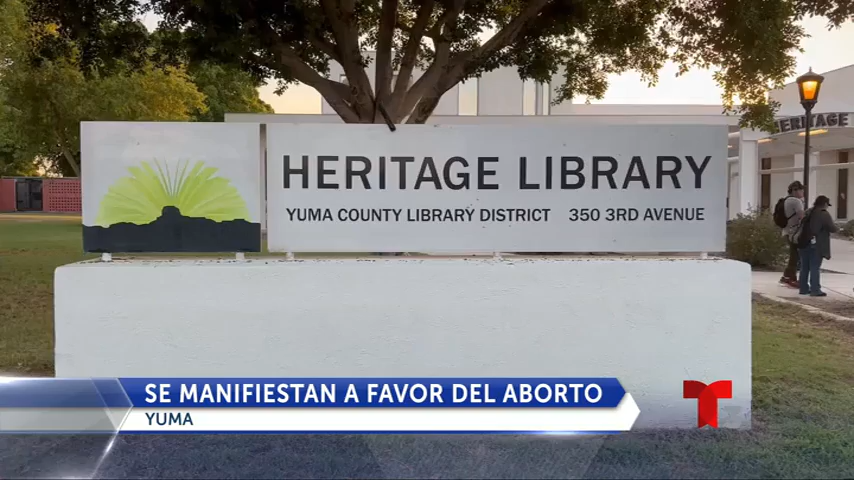 HERITAGE LIBRARY
YUMA COUNTY LIBRARY DISTRICT 350 3RD AVENUE
HERITAGE
SE MANIFIESTAN A FAVOR DEL ABORTO
YUMA